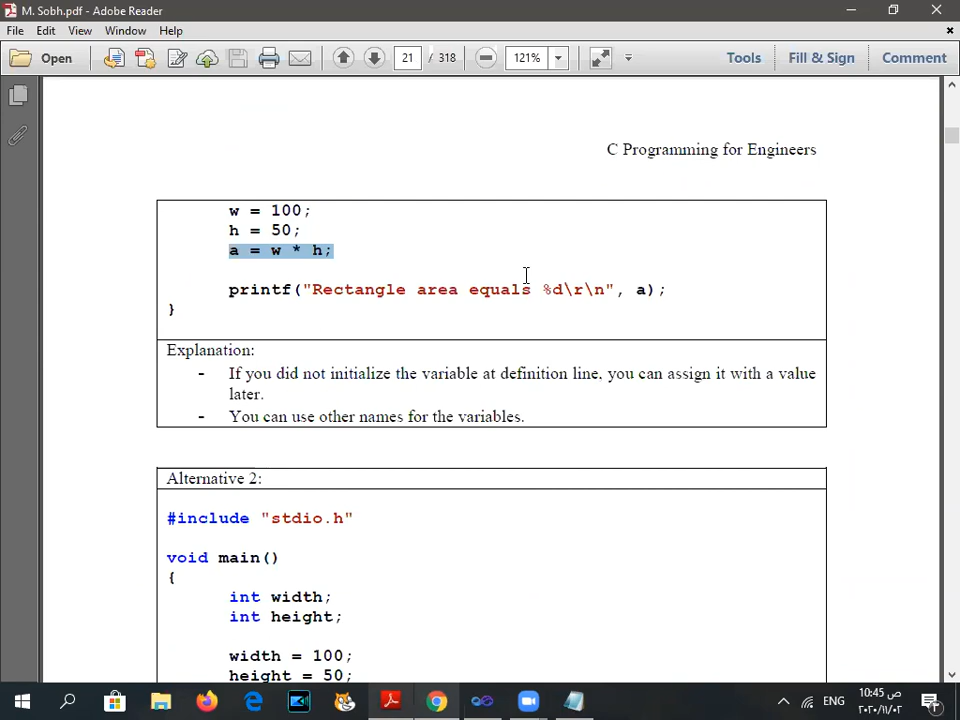 M. Sobh.pdf - Adobe Reader
File Edit View Window Help
Open 21 / 318 121% Tools Fill & Sign Comment
C Programming for Engineers
w = 100;
h = 50;
a = w * h;
printf("Rectangle area equals %d\r\n", a);
}
Explanation:
- If you did not initialize the variable at definition line, you can assign it with a value
later.
- You can use other names for the variables.
Alternative 2:
#include "stdio.h"
void main()
{
int width;
int height;
width = 100;
height = 50;
ENG
10:45 ص
٢٠٢٠/١١/٠٢